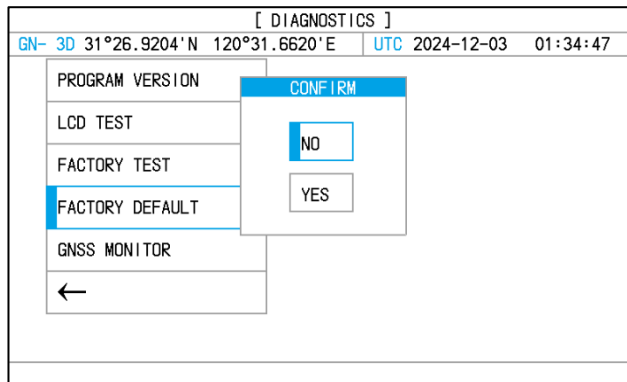 [ DIAGNOSTICS ]
GN- 3D 31°26.9204'N 120°31.6620'E UTC 2024-12-03 01:34:47
PROGRAM VERSION
LCD TEST
FACTORY TEST
FACTORY DEFAULT
GNSS MONITOR
←
CONFIRM
NO
YES